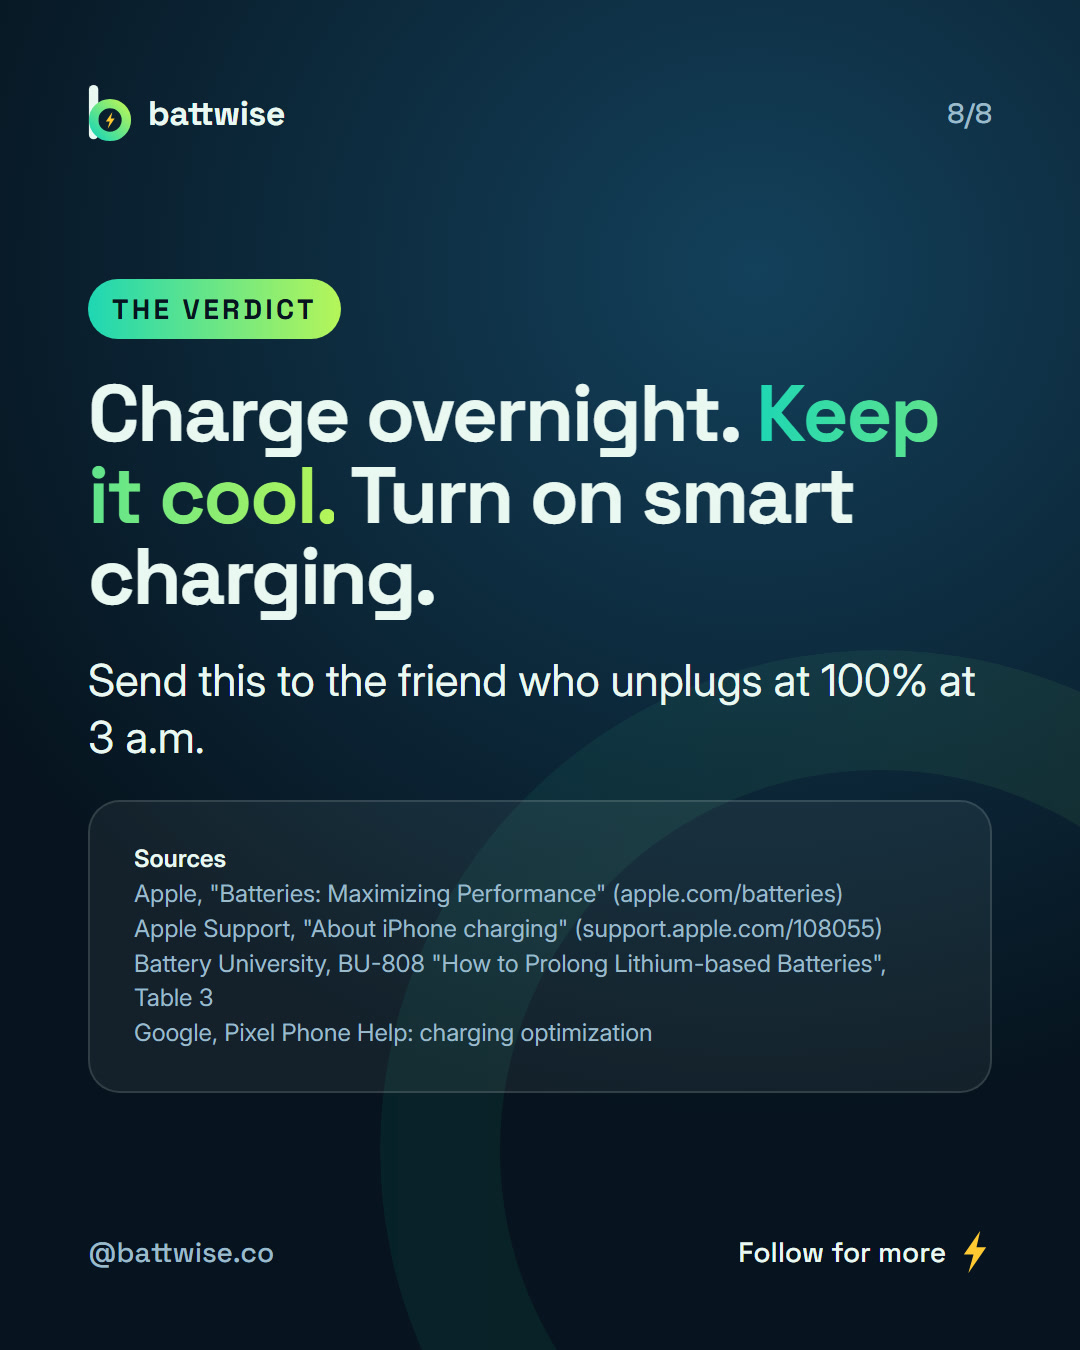 battwise
8/8
THE VERDICT
Charge overnight. Keep
it cool. Turn on smart
charging.
Send this to the friend who unplugs at 100% at
3 a.m.
Sources
Apple, "Batteries: Maximizing Performance" (apple.com/batteries)
Apple Support, "About iPhone charging" (support.apple.com/108055)
Battery University, BU-808 "How to Prolong Lithium-based Batteries",
Table 3
Google, Pixel Phone Help: charging optimization
@battwise.co
Follow for more